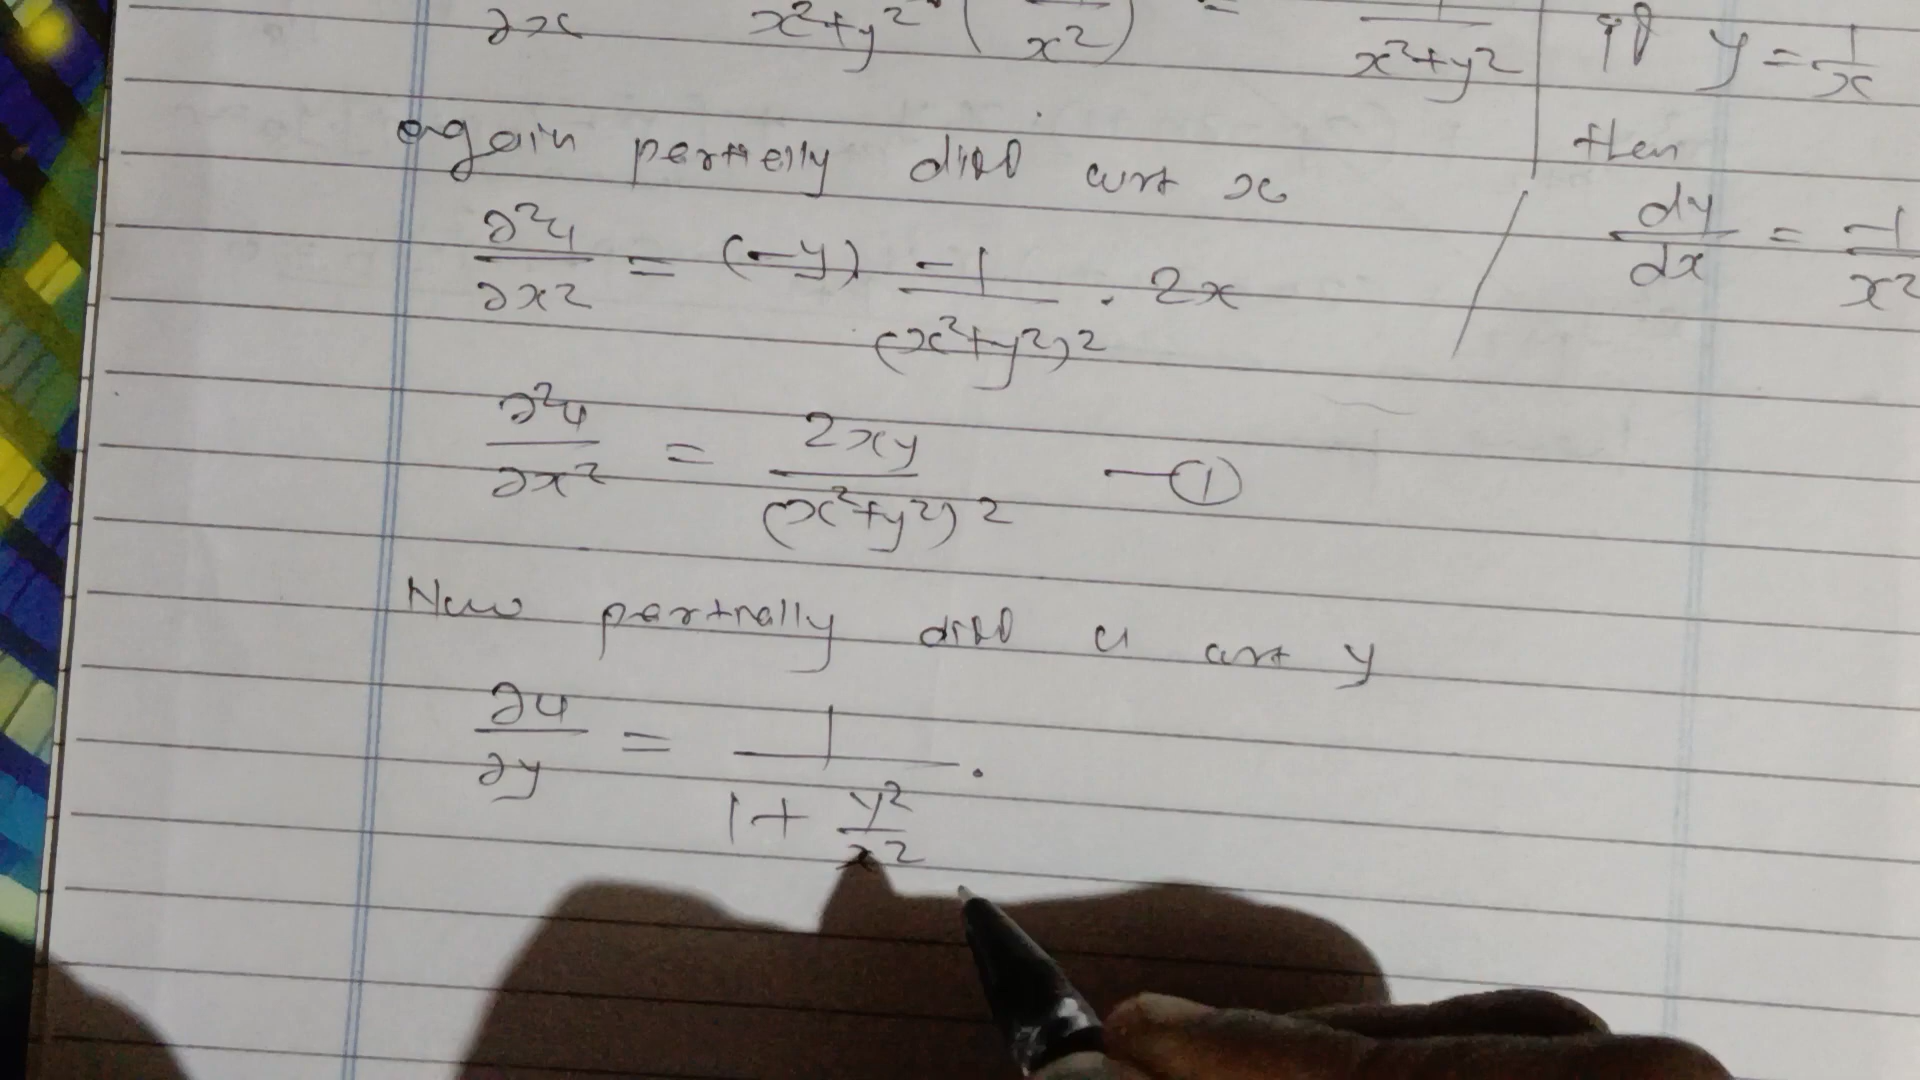 ∂x x²+y² ( x² ) = x²+y² if y = 1/x
again partially diff wrt x then
∂²u/∂x² = (-y) -1/(x²+y²)² . 2x dy/dx = -1/x²
∂²u/∂x² = 2xy/(x²+y²)² — ①
Now partially diff u wrt y
∂u/∂y = 1/(1 + y²/x²) .